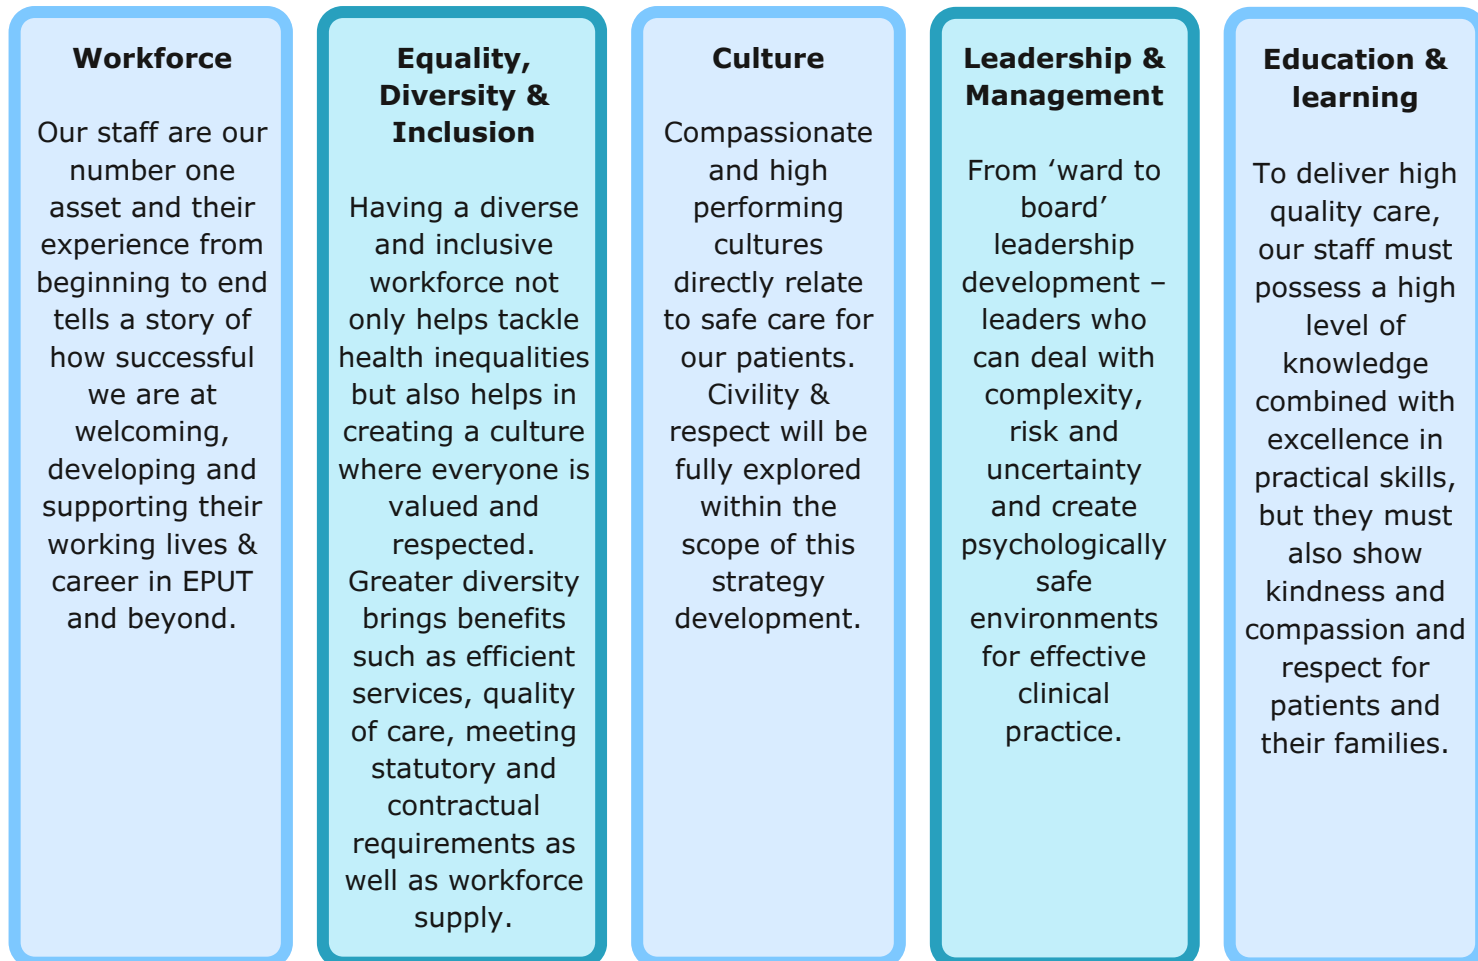 Workforce
Our staff are our
number one
asset and their
experience from
beginning to end
tells a story of
how successful
we are at
welcoming,
developing and
supporting their
working lives &
career in EPUT
and beyond.
Equality,
Diversity &
Inclusion
Having a diverse
and inclusive
workforce not
only helps tackle
health inequalities
but also helps in
creating a culture
where everyone is
valued and
respected.
Greater diversity
brings benefits
such as efficient
services, quality
of care, meeting
statutory and
contractual
requirements as
well as workforce
supply.
Culture
Compassionate
and high
performing
cultures
directly relate
to safe care for
our patients.
Civility &
respect will be
fully explored
within the
scope of this
strategy
development.
Leadership &
Management
From ‘ward to
board’
leadership
development –
leaders who
can deal with
complexity,
risk and
uncertainty
and create
psychologically
safe
environments
for effective
clinical
practice.
Education &
learning
To deliver high
quality care,
our staff must
possess a high
level of
knowledge
combined with
excellence in
practical skills,
but they must
also show
kindness and
compassion and
respect for
patients and
their families.